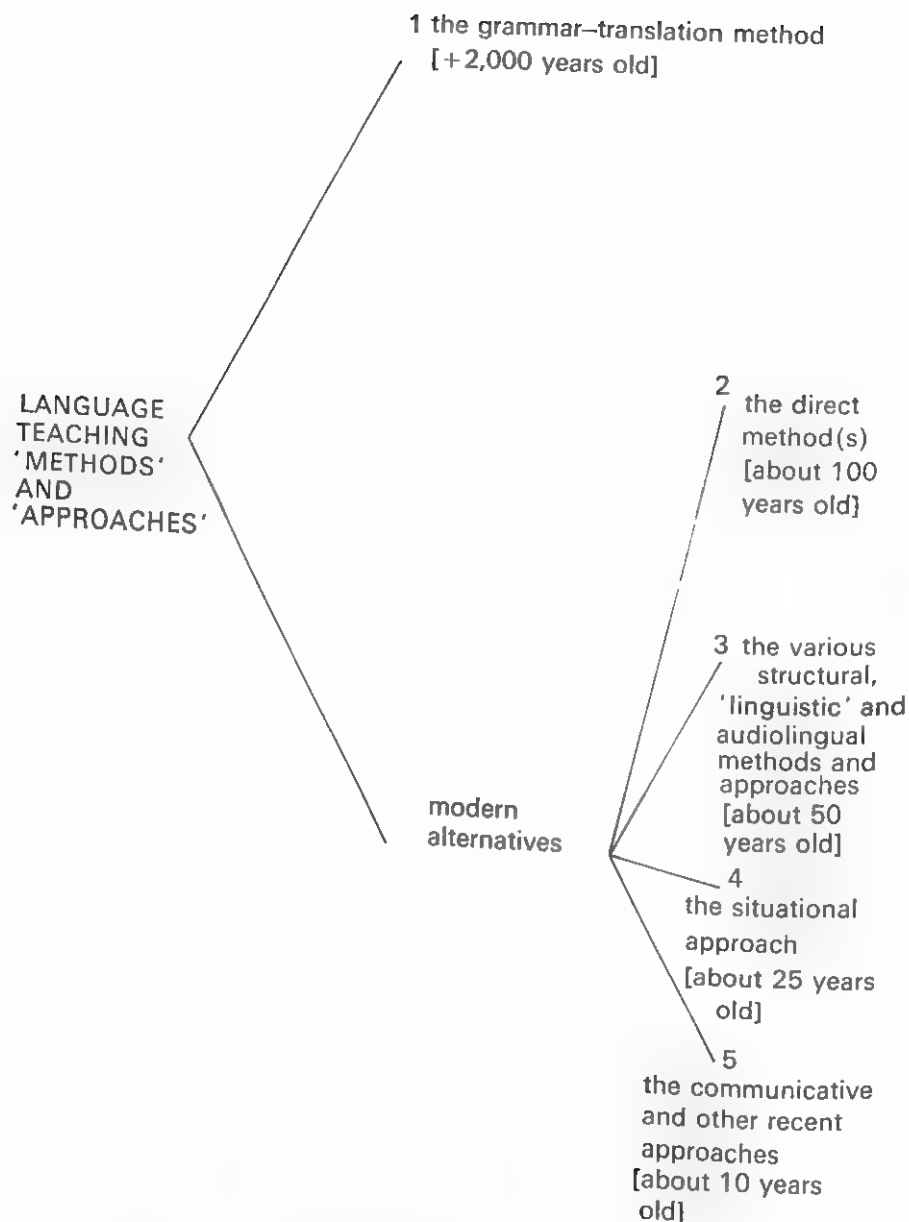 1 the grammar–translation method
[+2,000 years old]
LANGUAGE
TEACHING
'METHODS'
AND
'APPROACHES'
2
the direct
method(s)
[about 100
years old]
3 the various
structural,
'linguistic' and
audiolingual
methods and
approaches
[about 50
years old]
modern
alternatives
4
the situational
approach
[about 25 years
old]
5
the communicative
and other recent
approaches
[about 10 years
old]